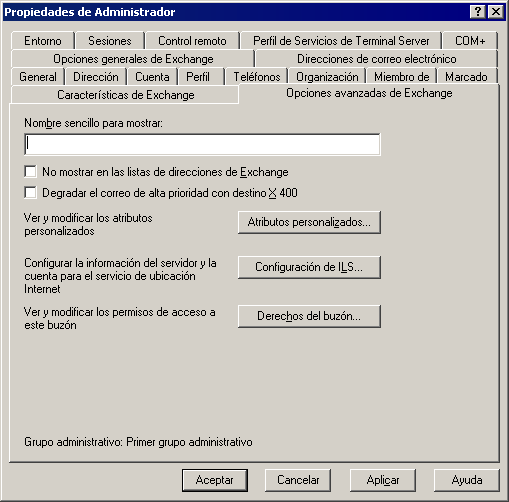 Propiedades de Administrador
Entorno
Sesiones
Control remoto
Perfil de Servicios de Terminal Server
COM+
Opciones generales de Exchange
Direcciones de correo electrónico
General
Dirección
Cuenta
Perfil
Teléfonos
Organización
Miembro de
Marcado
Características de Exchange
Opciones avanzadas de Exchange
Nombre sencillo para mostrar:
No mostrar en las listas de direcciones de Exchange
Degradar el correo de alta prioridad con destino X 400
Ver y modificar los atributos
personalizados
Atributos personalizados...
Configurar la información del servidor y la
cuenta para el servicio de ubicación
Internet
Configuración de ILS...
Ver y modificar los permisos de acceso a
este buzón
Derechos del buzón...
Grupo administrativo: Primer grupo administrativo
Aceptar
Cancelar
Aplicar
Ayuda